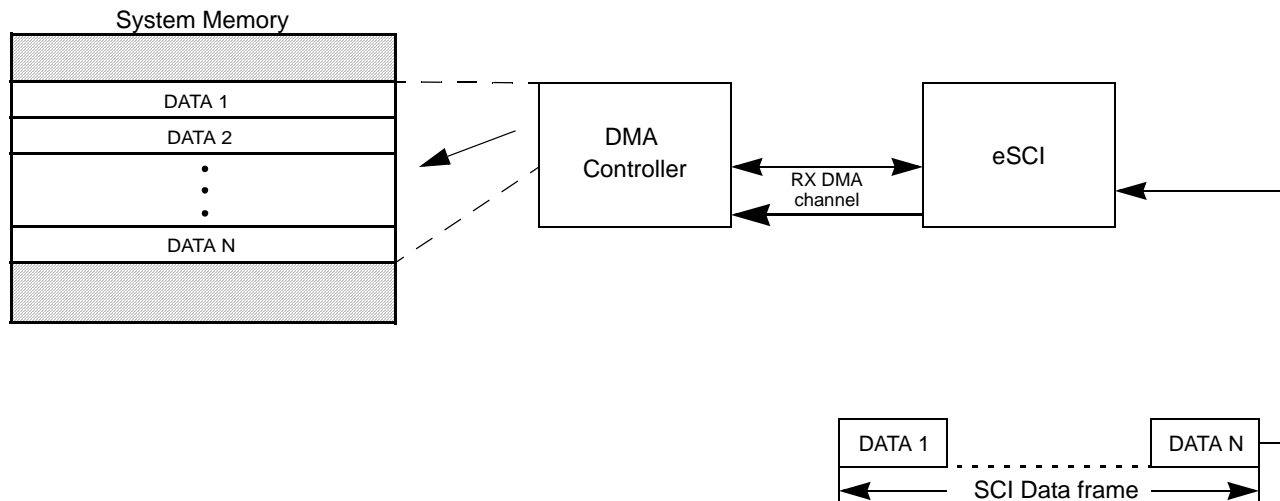 System Memory
DATA 1
DATA 2
DATA N
DMA
Controller
RX DMA
channel
eSCI
DATA 1
DATA N
SCI Data frame